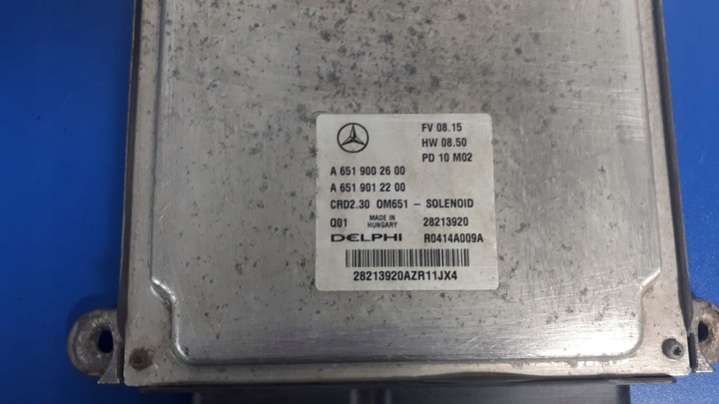 FV 08.15
HW 08.50
PD 10 M02
A 651 900 26 00
A 651 901 22 00
CRD2.30 OM651 - SOLENOID
Q01 MADE IN HUNGARY 28213920
DELPHI R0414A009A
28213920AZR11JX4